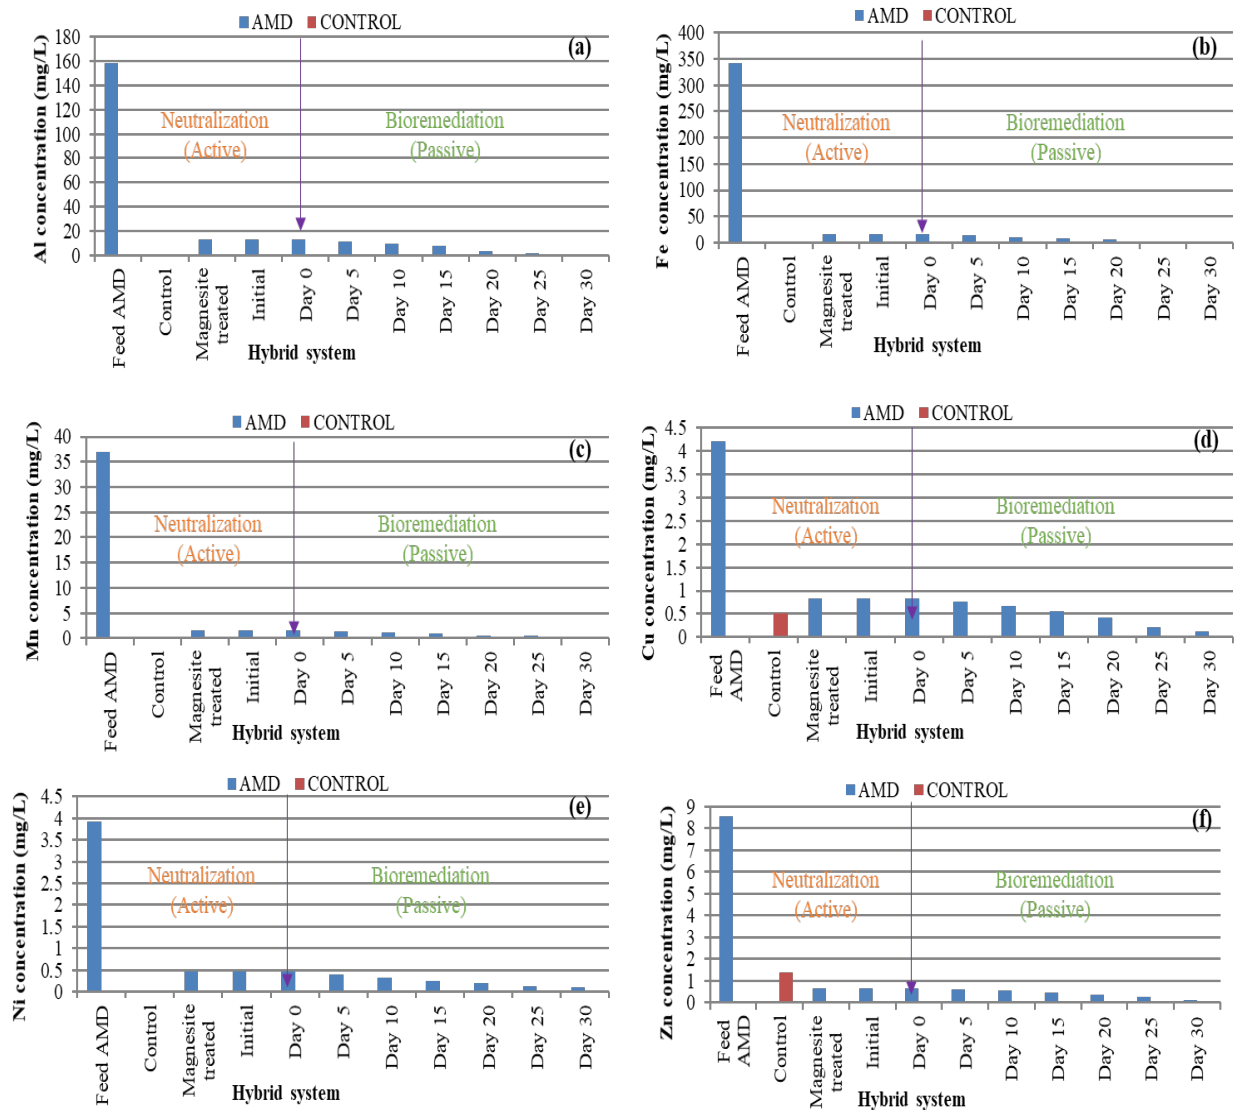 AMD CONTROL
(a)
Al concentration (mg/L)
180
160
140
120
100
80
60
40
20
0
Neutralization
(Active)
Bioremediation
(Passive)
Feed AMD
Control
Magnesite treated
Initial
Day 0
Day 5
Day 10
Day 15
Day 20
Day 25
Day 30
Hybrid system
AMD CONTROL
(b)
Fe concentration (mg/L)
400
350
300
250
200
150
100
50
0
Neutralization
(Active)
Bioremediation
(Passive)
Feed AMD
Control
Magnesite treated
Initial
Day 0
Day 5
Day 10
Day 15
Day 20
Day 25
Day 30
Hybrid system
AMD CONTROL
(c)
Mn concentration (mg/L)
40
35
30
25
20
15
10
5
0
Neutralization
(Active)
Bioremediation
(Passive)
Feed AMD
Control
Magnesite treated
Initial
Day 0
Day 5
Day 10
Day 15
Day 20
Day 25
Day 30
Hybrid system
AMD CONTROL
(d)
Cu concentration (mg/L)
4.5
4
3.5
3
2.5
2
1.5
1
0.5
0
Neutralization
(Active)
Bioremediation
(Passive)
Feed AMD
Control
Magnesite treated
Initial
Day 0
Day 5
Day 10
Day 15
Day 20
Day 25
Day 30
Hybrid system
AMD CONTROL
(e)
Ni concentration (mg/L)
4.5
4
3.5
3
2.5
2
1.5
1
0.5
0
Neutralization
(Active)
Bioremediation
(Passive)
Feed AMD
Control
Magnesite treated
Initial
Day 0
Day 5
Day 10
Day 15
Day 20
Day 25
Day 30
Hybrid system
AMD CONTROL
(f)
Zn concentration (mg/L)
9
8
7
6
5
4
3
2
1
0
Neutralization
(Active)
Bioremediation
(Passive)
Feed AMD
Control
Magnesite treated
Initial
Day 0
Day 5
Day 10
Day 15
Day 20
Day 25
Day 30
Hybrid system